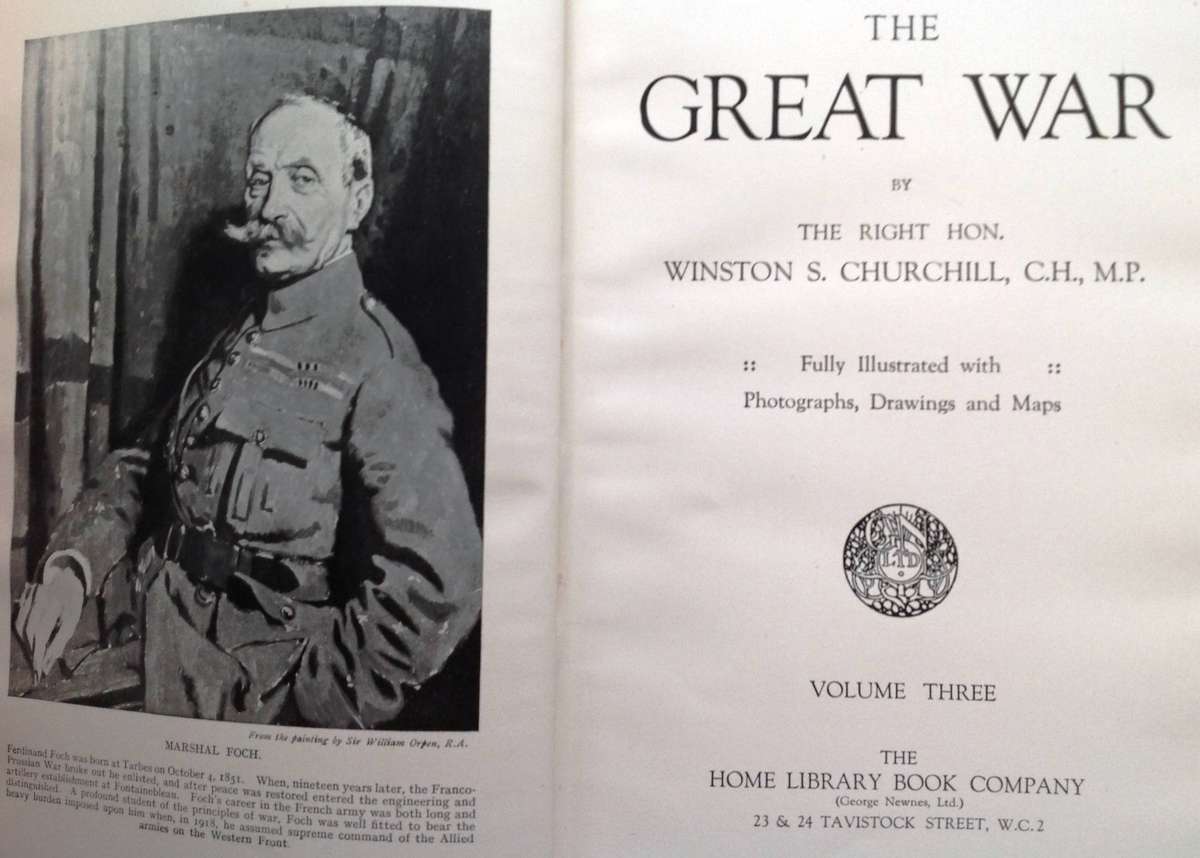 From the painting by Sir William Orpen, R.A.
MARSHAL FOCH.
Ferdinand Foch was born at Tarbes on October 4, 1851. When, nineteen years later, the Franco-
Prussian War broke out he enlisted, and after peace was restored entered the engineering and
artillery establishment at Fontainebleau. Foch's career in the French army was both long and
distinguished. A profound student of the principles of war, Foch was well fitted to bear the
heavy burden imposed upon him when, in 1918, he assumed supreme command of the Allied
armies on the Western Front.
THE
GREAT WAR
BY
THE RIGHT HON.
WINSTON S. CHURCHILL, C.H., M.P.
:: Fully Illustrated with ::
Photographs, Drawings and Maps
LTD
VOLUME THREE
THE
HOME LIBRARY BOOK COMPANY
(George Newnes, Ltd.)
23 & 24 TAVISTOCK STREET, W.C.2